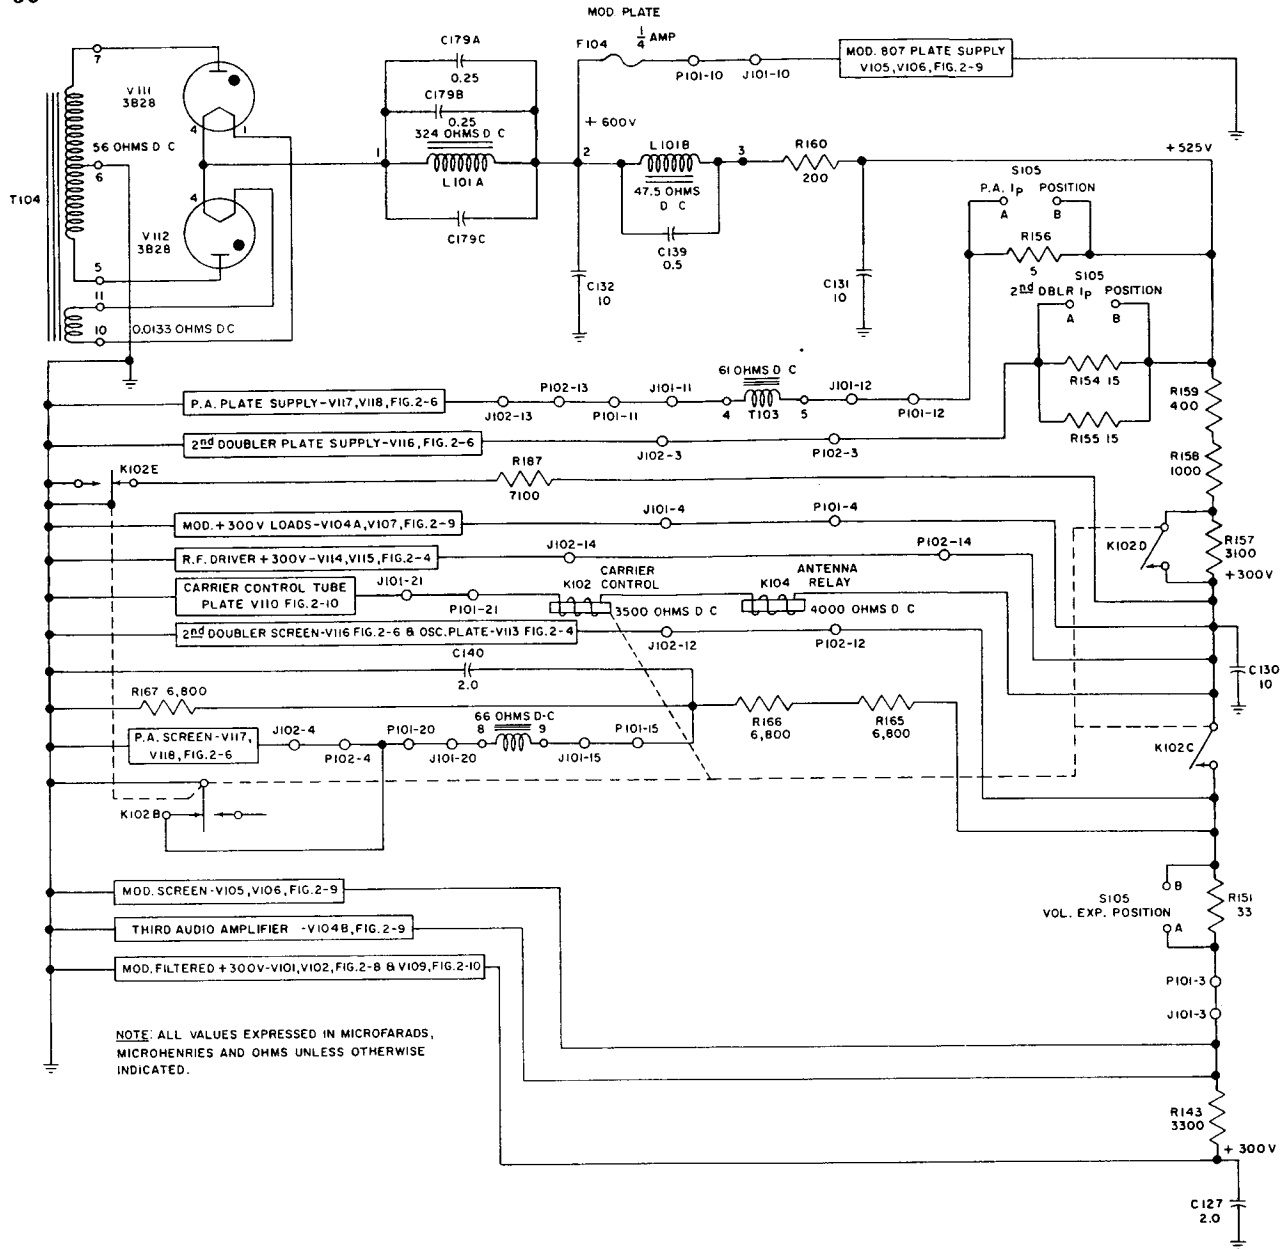 MOD. PLATE
F104
1/4 AMP
P101-10
J101-10
MOD. 807 PLATE SUPPLY
V105, V106, FIG. 2-9
C179A
0.25
C179B
0.25
324 OHMS D C
L101A
C179C
1
2
3
+600V
L101B
47.5 OHMS
D C
C139
0.5
R160
200
+525V
C132
10
C131
10
7
V111
3B28
4
1
56 OHMS D C
6
T104
4
V112
3B28
5
11
10
0.0133 OHMS DC
S105
P.A. Ip POSITION
A
B
R156
5
S105
2nd DBLR Ip POSITION
A
B
R154 15
R155 15
R159
400
R158
1000
R157
3100
+300V
K102D
P.A. PLATE SUPPLY-V117, V118, FIG. 2-6
J102-13
P102-13
P101-11
J101-11
61 OHMS D C
4
T103
5
J101-12
P101-12
2nd DOUBLER PLATE SUPPLY-V116, FIG. 2-6
J102-3
P102-3
K102E
R187
7100
MOD.+300V LOADS-V104A, V107, FIG. 2-9
J101-4
P101-4
R.F. DRIVER +300V-V114, V115, FIG. 2-4
J102-14
P102-14
CARRIER CONTROL TUBE
PLATE V110 FIG. 2-10
J101-21
P101-21
K102
CARRIER
CONTROL
3500 OHMS D C
K104
ANTENNA
RELAY
4000 OHMS D C
2nd DOUBLER SCREEN-V116 FIG. 2-6 & OSC. PLATE-V113 FIG. 2-4
J102-12
P102-12
C140
2.0
C130
10
R167 6,800
R166
6,800
R165
6,800
P.A. SCREEN-V117,
V118, FIG. 2-6
J102-4
P102-4
P101-20
J101-20
66 OHMS D-C
8
9
J101-15
P101-15
K102C
K102B
MOD. SCREEN-V105, V106, FIG. 2-9
THIRD AUDIO AMPLIFIER -V104B, FIG. 2-9
MOD. FILTERED +300V-V101, V102, FIG. 2-8 & V109, FIG. 2-10
S105
VOL. EXP. POSITION
B
A
R151
33
P101-3
J101-3
R143
3300
+300V
C127
2.0
NOTE: ALL VALUES EXPRESSED IN MICROFARADS,
MICROHENRIES AND OHMS UNLESS OTHERWISE
INDICATED.